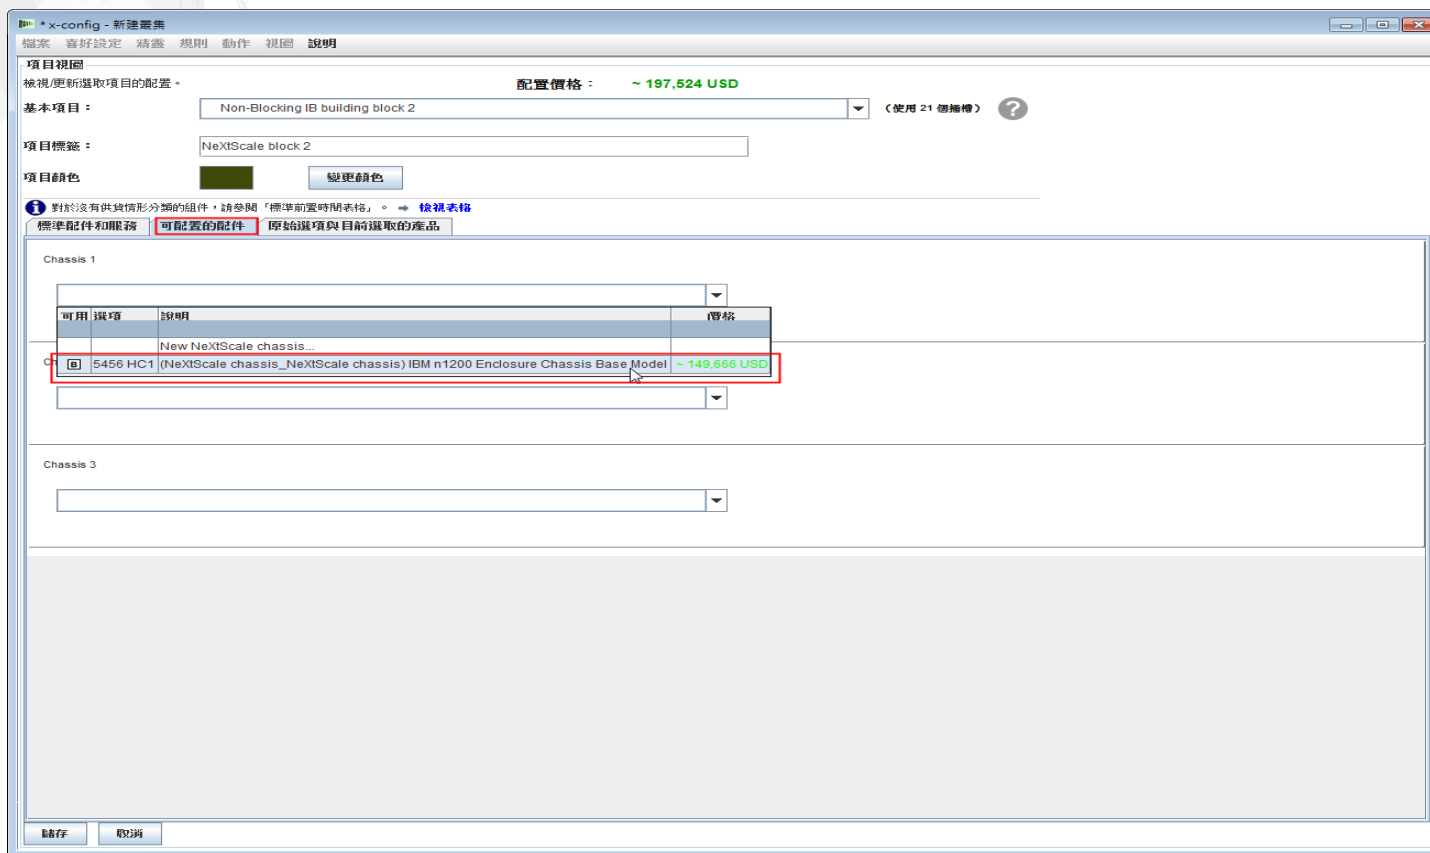 * x-config - 新建叢集
檔案 喜好設定 精靈 規則 動作 視圖 說明
項目視圖
檢視/更新選取項目的配置。 配置價格： ~ 197,524 USD
基本項目： Non-Blocking IB building block 2 （使用 21 個插槽） ?
項目標籤： NeXtScale block 2
項目顏色 變更顏色
對於沒有供貨情形分類的組件，請參閱「標準前置時間表格」。 ➡ 檢視表格
標準配件和服務 可配置的配件 原始選項與目前選取的產品
Chassis 1
可用 選項 說明 價格
New NeXtScale chassis...
B 5456 HC1 (NeXtScale chassis_NeXtScale chassis) IBM n1200 Enclosure Chassis Base Model ~ 149,666 USD
Chassis 3
儲存 取消